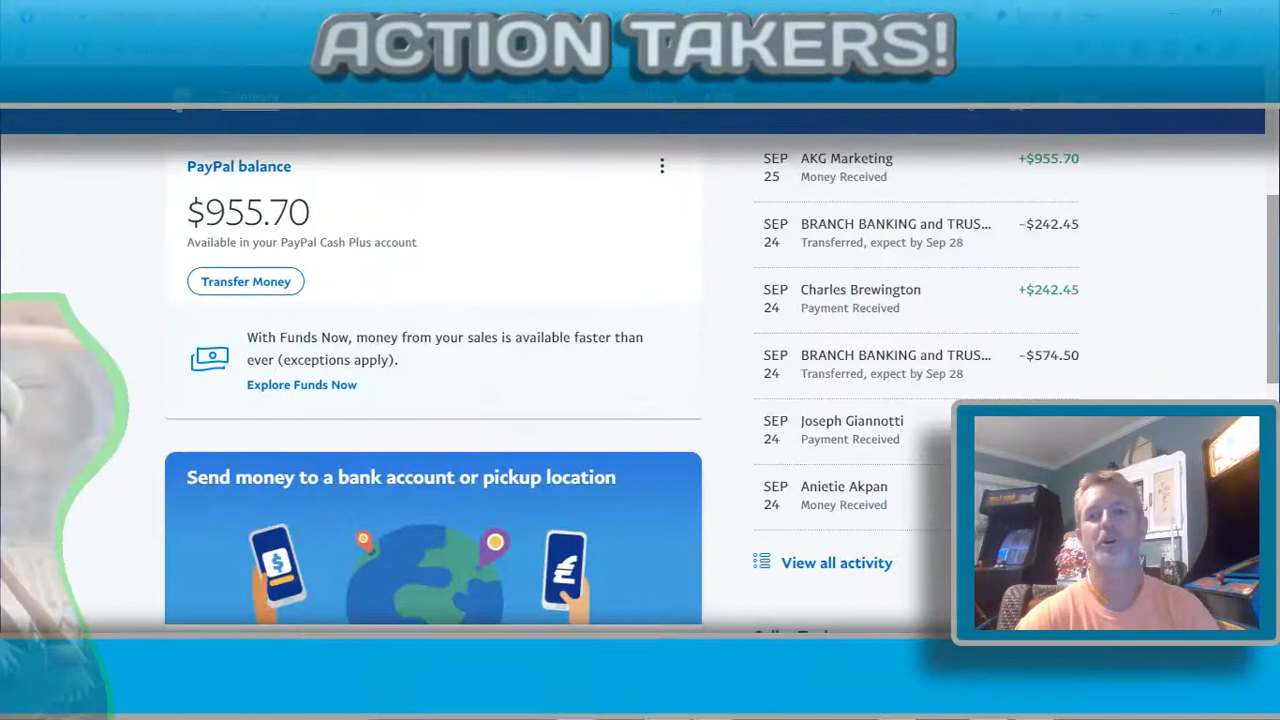 ACTION TAKERS!
PayPal balance
$955.70
Available in your PayPal Cash Plus account
Transfer Money
With Funds Now, money from your sales is available faster than
ever (exceptions apply).
Explore Funds Now
Send money to a bank account or pickup location
SEP 25 AKG Marketing +$955.70
Money Received
SEP 24 BRANCH BANKING and TRUS... −$242.45
Transferred, expect by Sep 28
SEP 24 Charles Brewington +$242.45
Payment Received
SEP 24 BRANCH BANKING and TRUS... −$574.50
Transferred, expect by Sep 28
SEP 24 Joseph Giannotti
Payment Received
SEP 24 Anietie Akpan
Money Received
View all activity